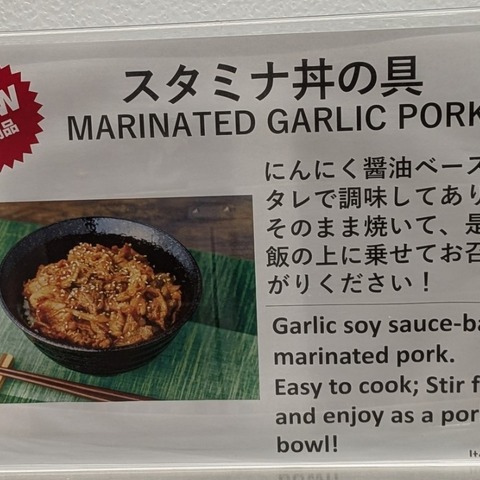 スタミナ丼の具
MARINATED GARLIC PORK
にんにく醤油ベース
タレで調味してあり
そのまま焼いて、是
飯の上に乗せてお召
がりください！
Garlic soy sauce-ba
marinated pork.
Easy to cook; Stir f
and enjoy as a por
bowl!